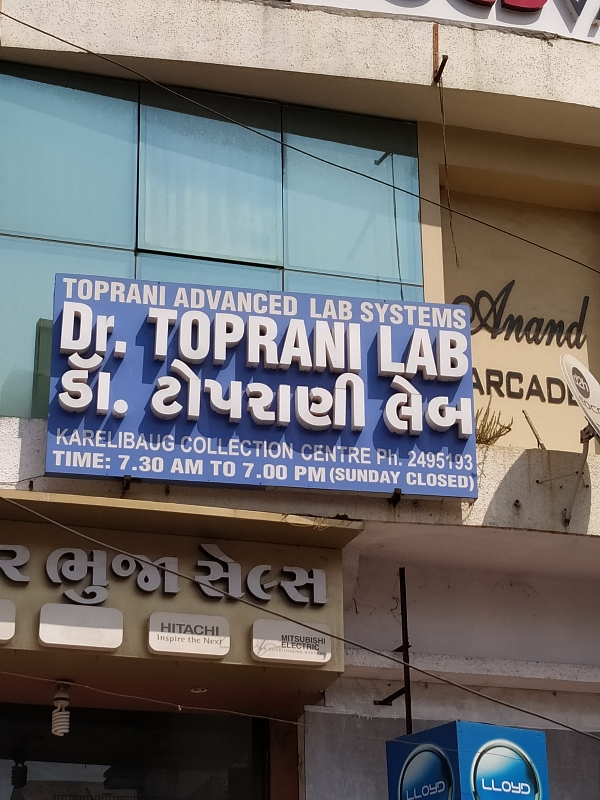 TOPRANI ADVANCED LAB SYSTEMS
Dr. TOPRANI LAB
ડૉ. ટોપરાણી લેબ
KARELIBAUG COLLECTION CENTRE PH. 2495193
TIME: 7.30 AM TO 7.00 PM (SUNDAY CLOSED)
Anand
ARCADE
ભુજા સેલ્સ
HITACHI
Inspire the Next
MITSUBISHI
ELECTRIC
LLOYD
LLOYD